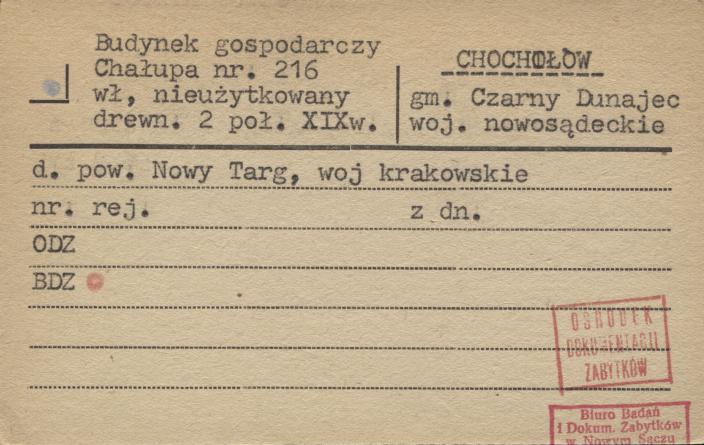 Budynek gospodarczy
Chałupa nr. 216
wł, nieużytkowany
drewn. 2 poł. XIXw.
CHOCHOŁÓW
gm. Czarny Dunajec
woj. nowosądeckie
d. pow. Nowy Targ, woj krakowskie
nr. rej. z dn.
ODZ
BDZ
OŚRODEK
DOKUMENTACJI
ZABYTKÓW
Biuro Badań
i Dokum. Zabytków
w Nowym Sączu